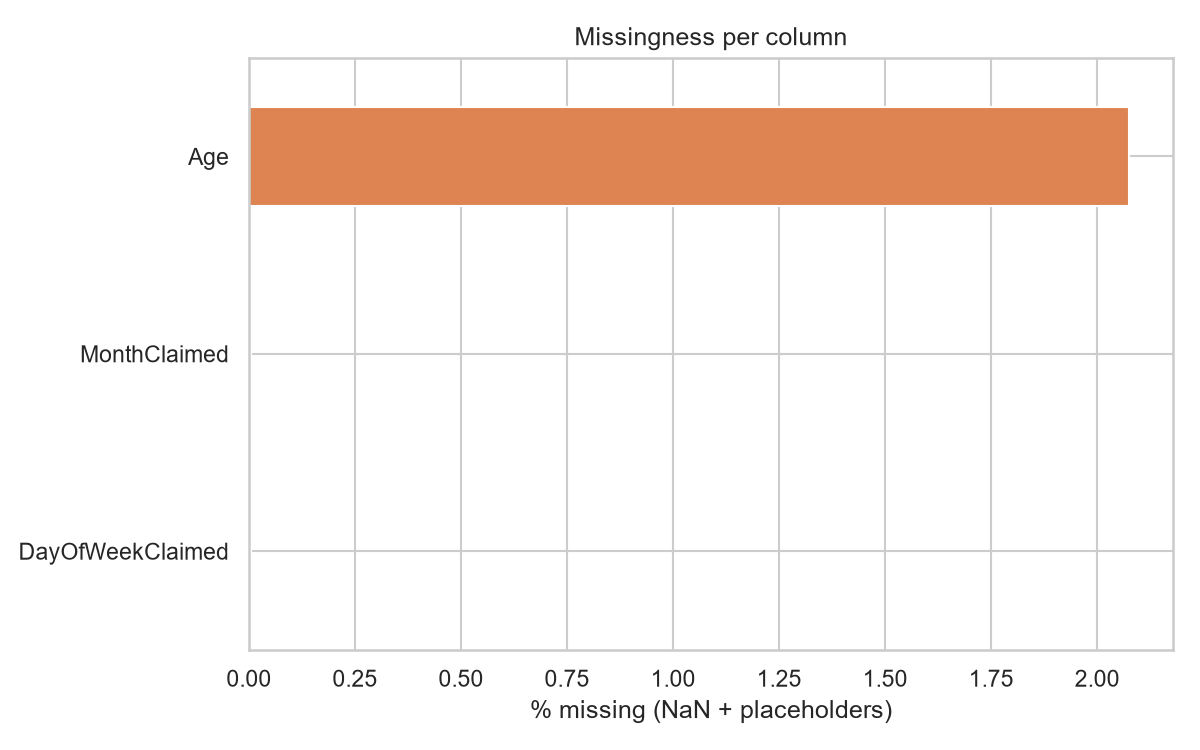 Missingness per column
Age
MonthClaimed
DayOfWeekClaimed
0.00 0.25 0.50 0.75 1.00 1.25 1.50 1.75 2.00
% missing (NaN + placeholders)